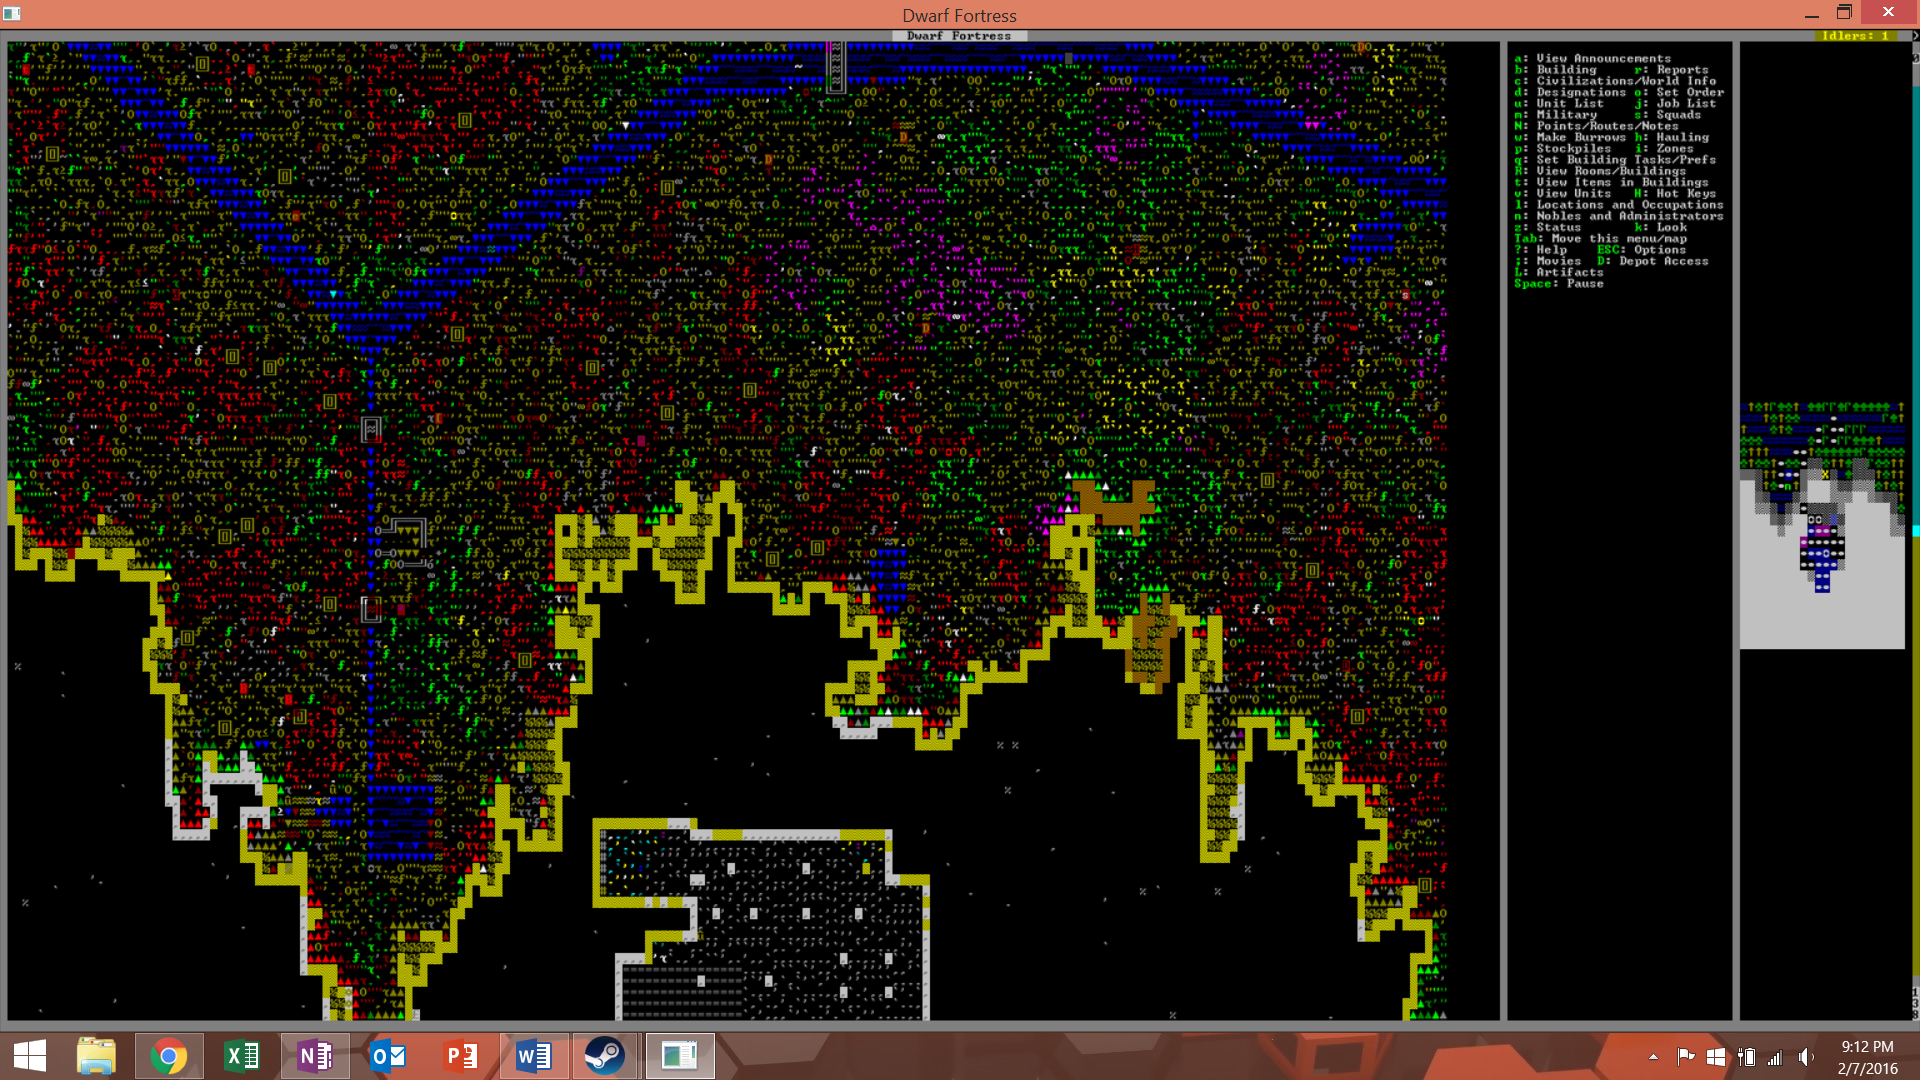 Dwarf Fortress
Dwarf Fortress
Idlers: 1
a: View Announcements
b: Building r: Reports
c: Civilizations/World Info
d: Designations o: Set Order
u: Unit List j: Job List
m: Military s: Squads
N: Points/Routes/Notes
w: Make Burrows h: Hauling
p: Stockpiles i: Zones
q: Set Building Tasks/Prefs
R: View Rooms/Buildings
t: View Items in Buildings
v: View Units H: Hot Keys
l: Locations and Occupations
n: Nobles and Administrators
z: Status k: Look
Tab: Move this menu/map
?: Help ESC: Options
;: Movies D: Depot Access
L: Artifacts
Space: Pause
9:12 PM
2/7/2016